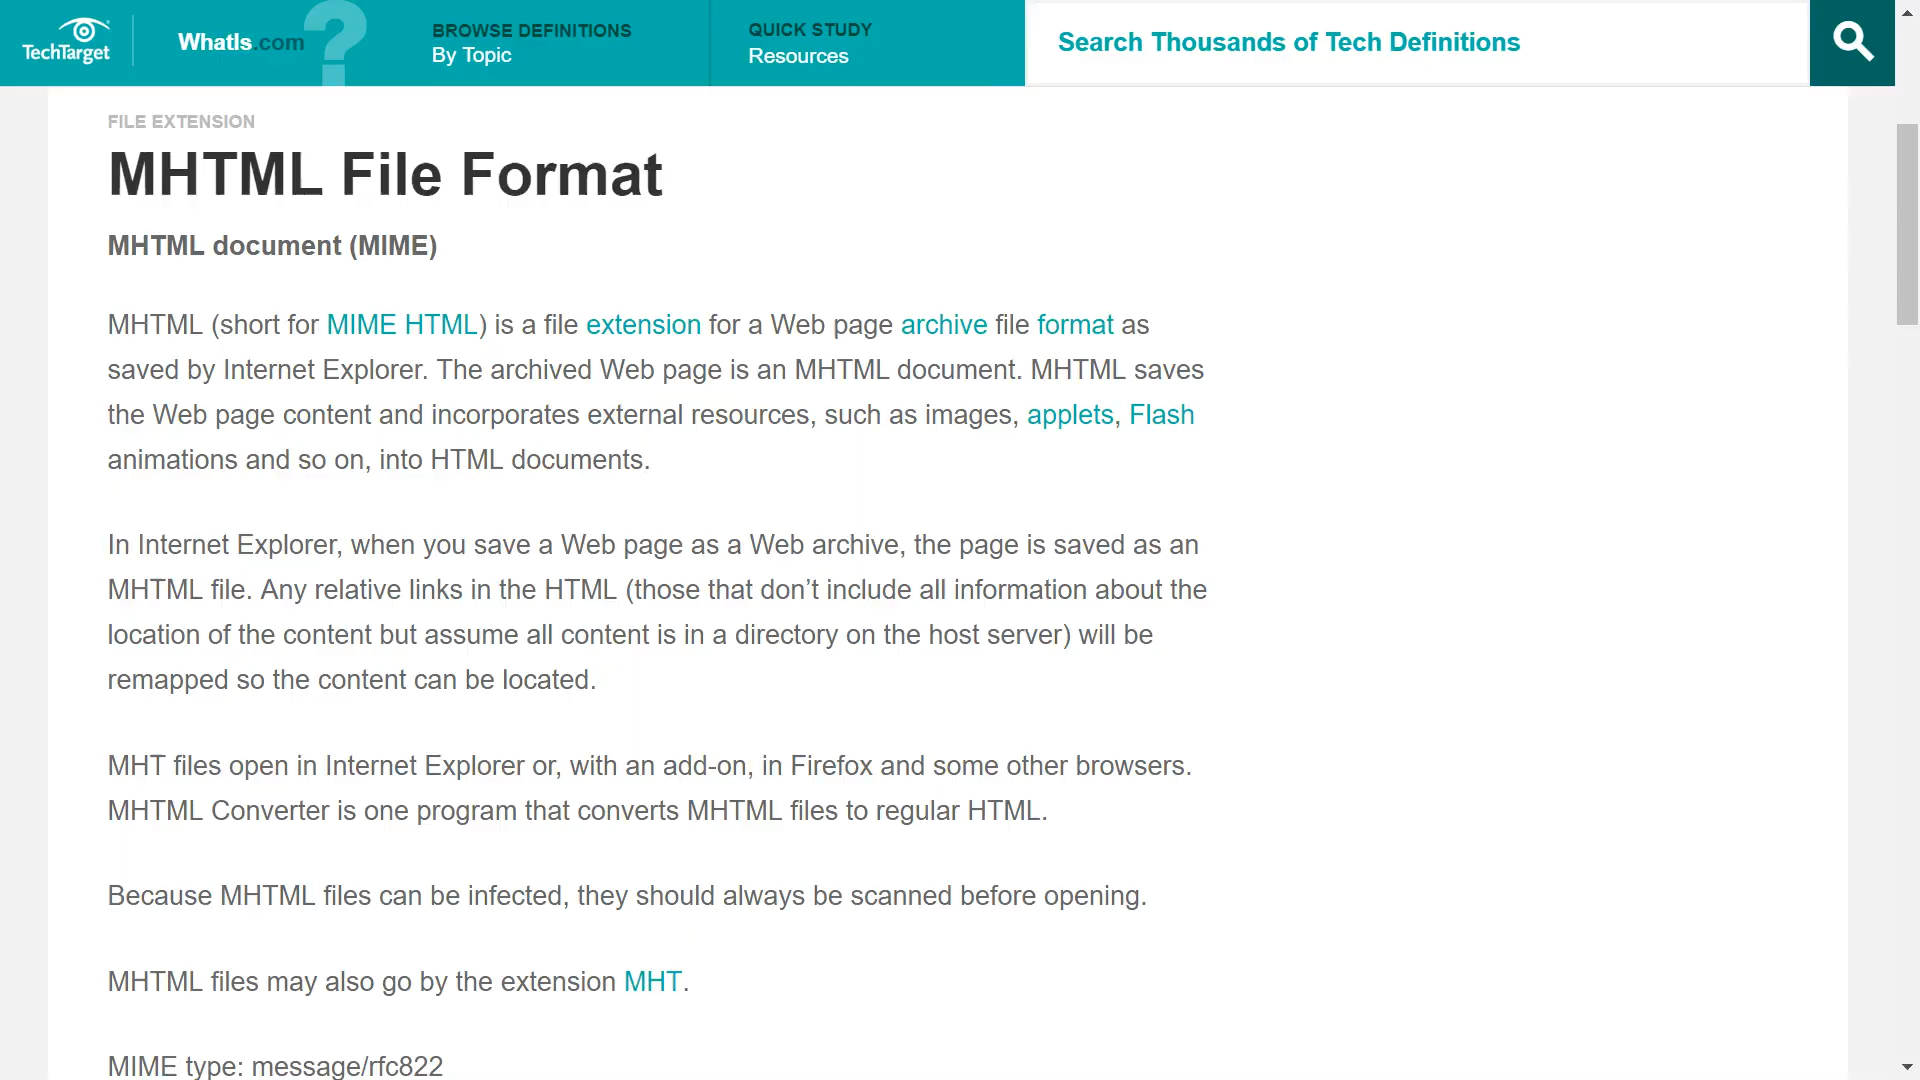 TechTarget
WhatIs.com
?
BROWSE DEFINITIONS
By Topic
QUICK STUDY
Resources
Search Thousands of Tech Definitions
FILE EXTENSION
MHTML File Format
MHTML document (MIME)
MHTML (short for MIME HTML) is a file extension for a Web page archive file format as
saved by Internet Explorer. The archived Web page is an MHTML document. MHTML saves
the Web page content and incorporates external resources, such as images, applets, Flash
animations and so on, into HTML documents.
In Internet Explorer, when you save a Web page as a Web archive, the page is saved as an
MHTML file. Any relative links in the HTML (those that don’t include all information about the
location of the content but assume all content is in a directory on the host server) will be
remapped so the content can be located.
MHT files open in Internet Explorer or, with an add-on, in Firefox and some other browsers.
MHTML Converter is one program that converts MHTML files to regular HTML.
Because MHTML files can be infected, they should always be scanned before opening.
MHTML files may also go by the extension MHT.
MIME type: message/rfc822